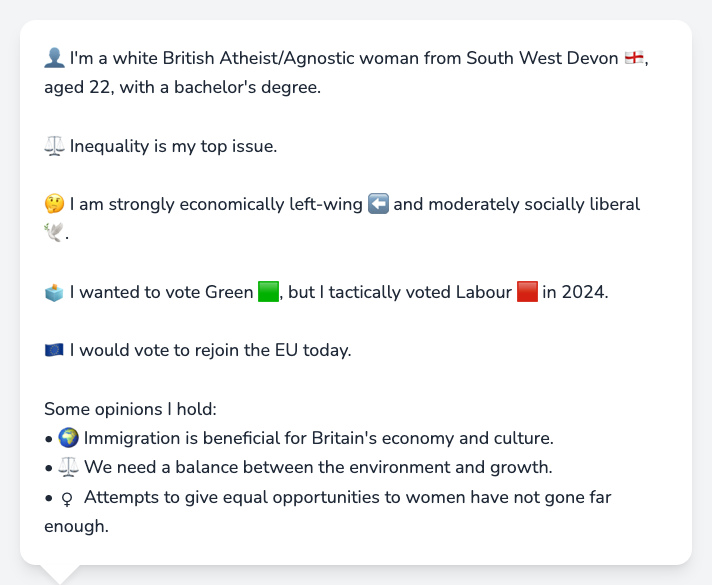 👤 I'm a white British Atheist/Agnostic woman from South West Devon 🏴󠁧󠁢󠁥󠁮󠁧󠁿,
aged 22, with a bachelor's degree.
⚖️ Inequality is my top issue.
🤔 I am strongly economically left-wing ⬅️ and moderately socially liberal
🕊️.
🗳️ I wanted to vote Green 🟩, but I tactically voted Labour 🟥 in 2024.
🇪🇺 I would vote to rejoin the EU today.
Some opinions I hold:
• 🌍 Immigration is beneficial for Britain's economy and culture.
• ⚖️ We need a balance between the environment and growth.
• ♀ Attempts to give equal opportunities to women have not gone far
enough.